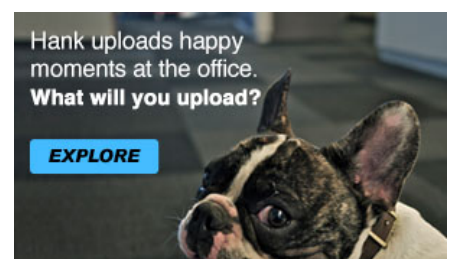 Hank uploads happy
moments at the office.
What will you upload?
EXPLORE